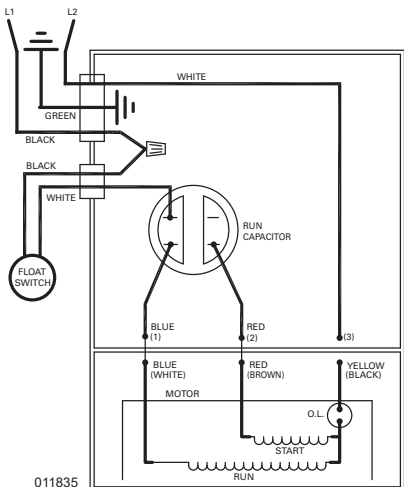 L1
L2
WHITE
GREEN
BLACK
BLACK
WHITE
RUN
CAPACITOR
FLOAT
SWITCH
BLUE
(1)
RED
(2)
(3)
BLUE
(WHITE)
RED
(BROWN)
YELLOW
(BLACK)
MOTOR
O.L.
START
RUN
011835